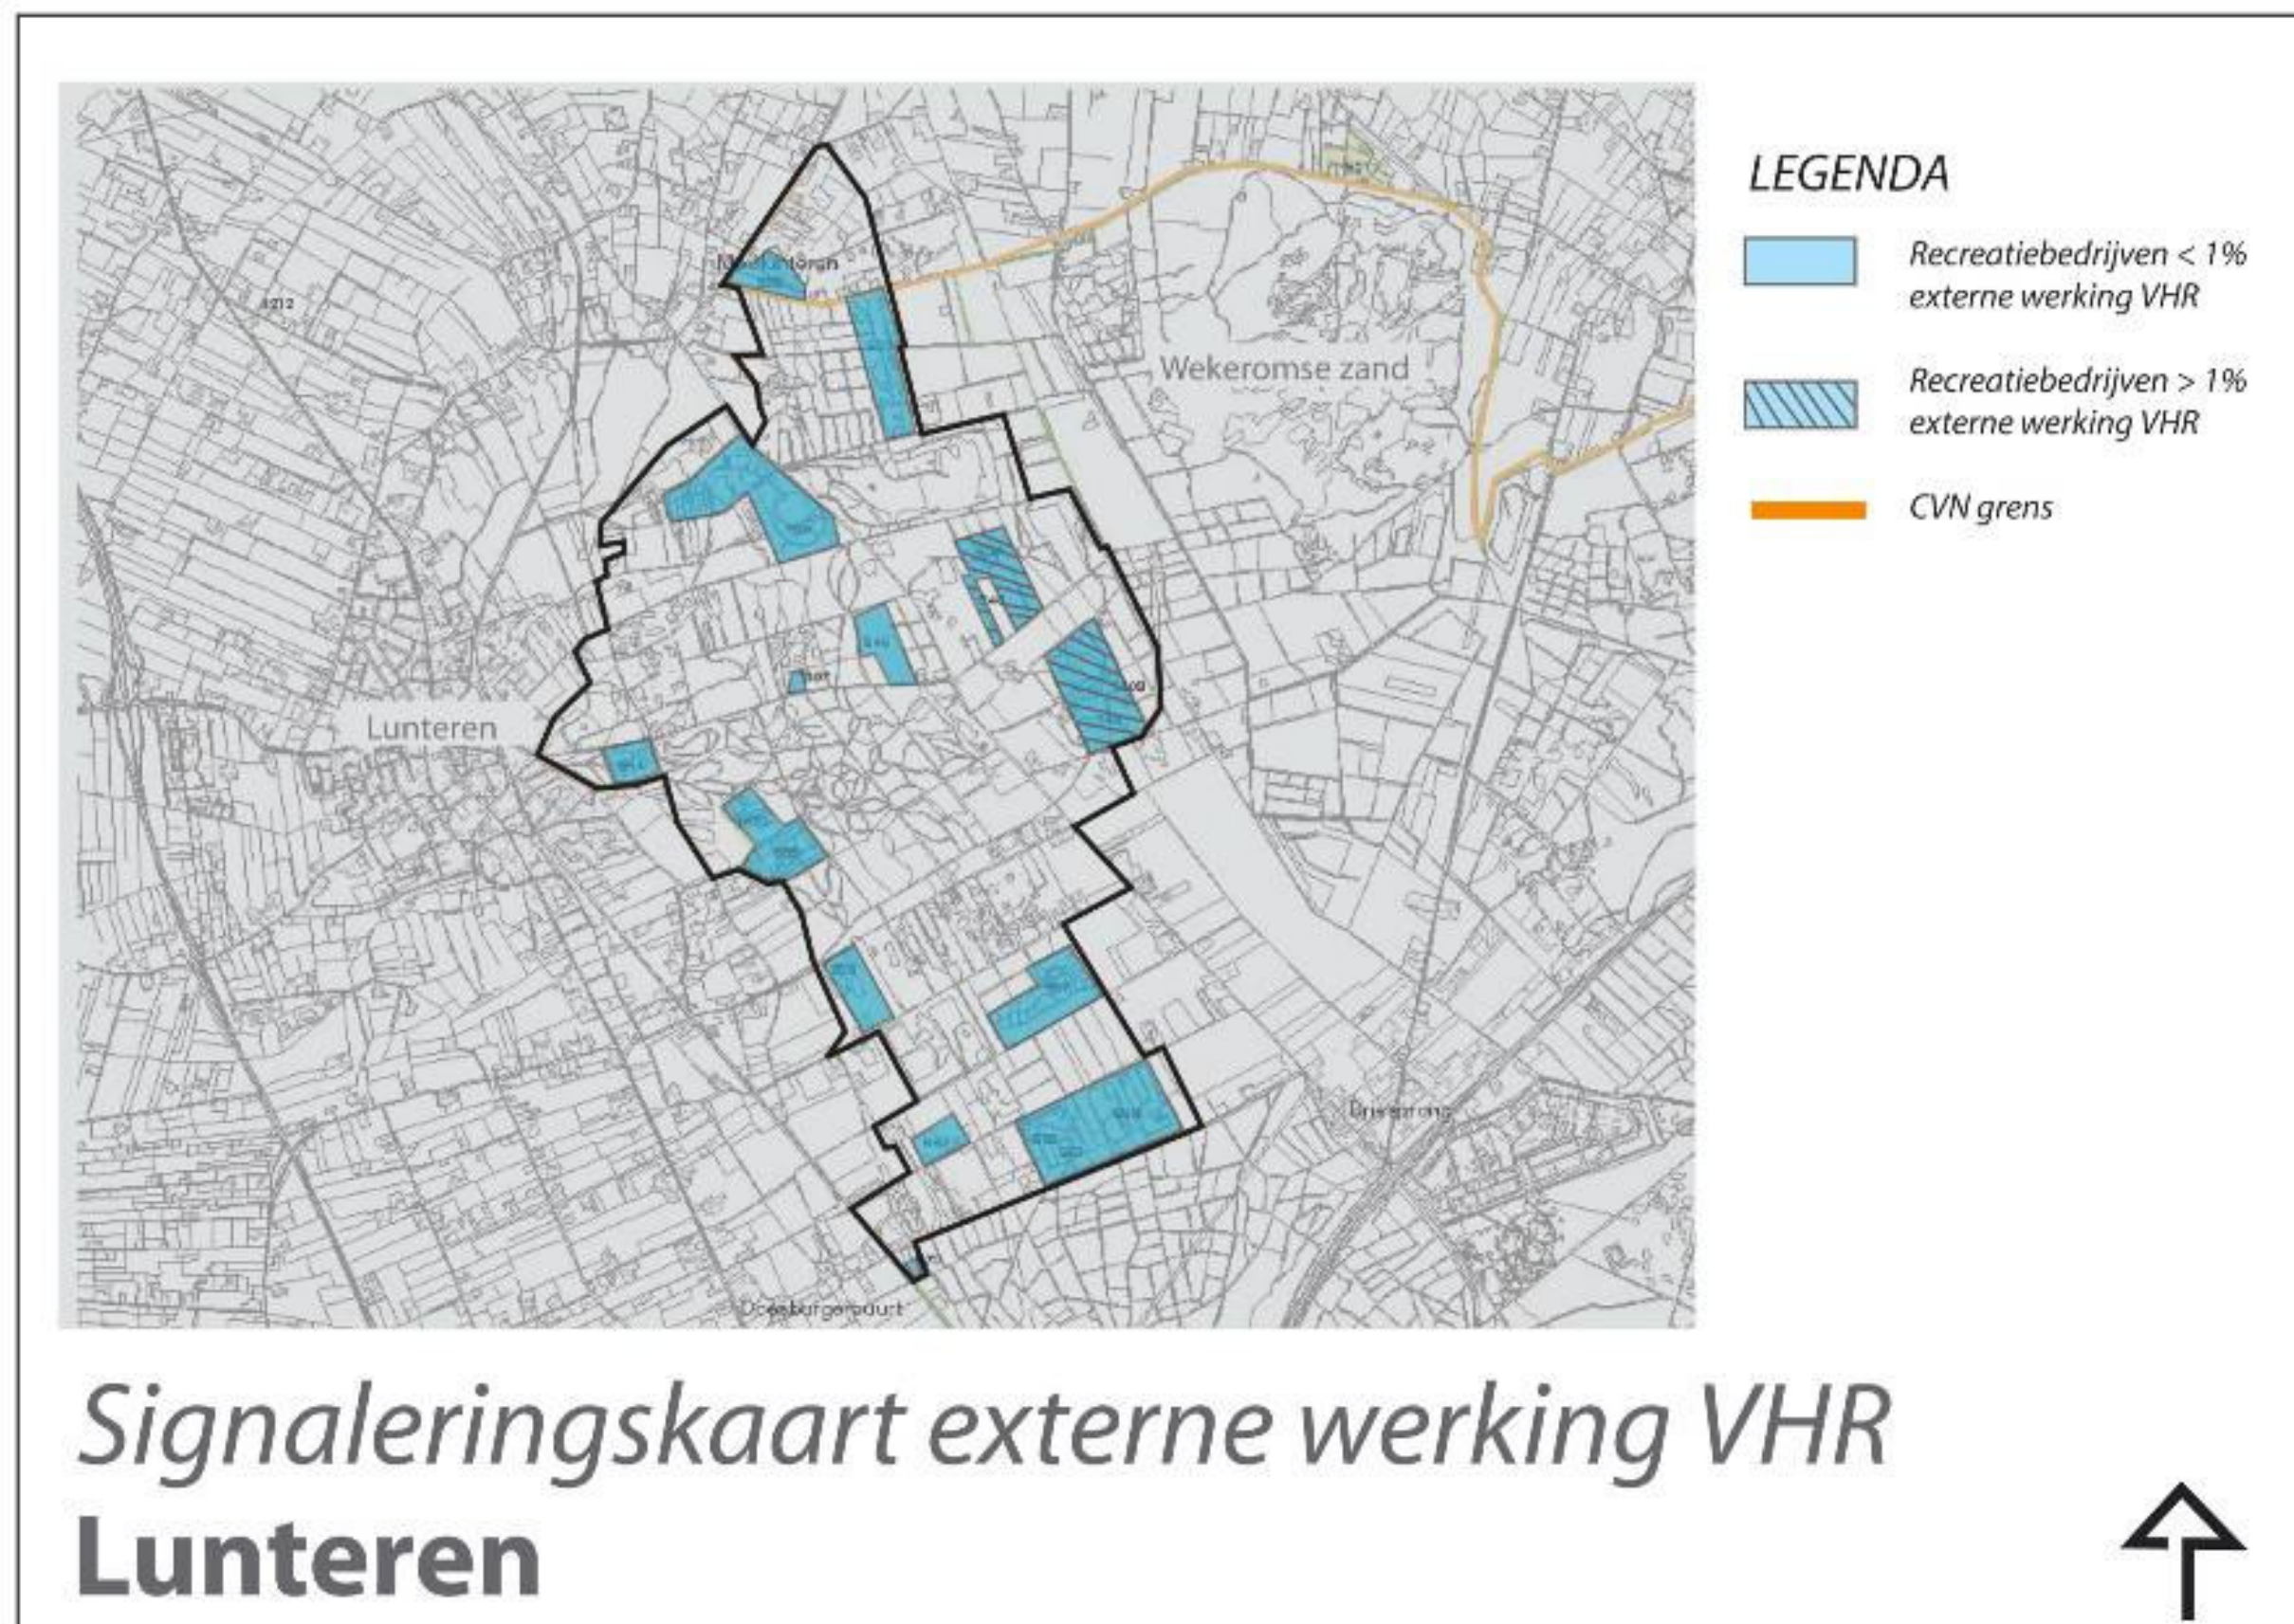 LEGENDA
Recreatiebedrijven < 1%
externe werking VHR
Recreatiebedrijven > 1%
externe werking VHR
CVN grens
Wekeromse zand
Lunteren
Signaleringskaart externe werking VHR
Lunteren